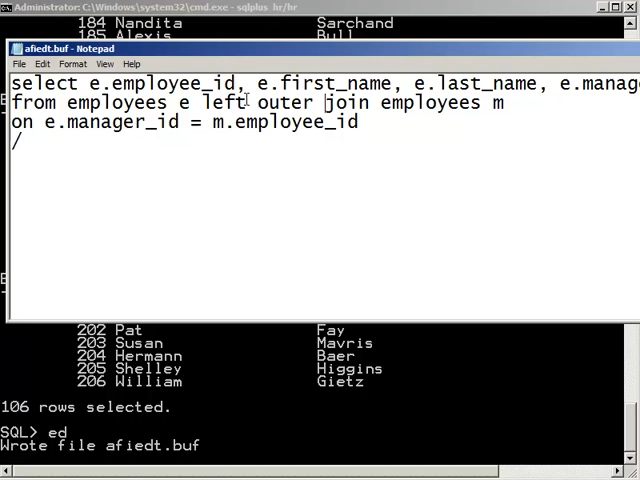 Administrator: C:\Windows\system32\cmd.exe - sqlplus hr/hr
184 Nandita Sarchand
185 Alexis Bull
afiedt.buf - Notepad
File Edit Format View Help
select e.employee_id, e.first_name, e.last_name, e.manag
from employees e left outer join employees m
on e.manager_id = m.employee_id
/
202 Pat Fay
203 Susan Mavris
204 Hermann Baer
205 Shelley Higgins
206 William Gietz
106 rows selected.
SQL> ed
Wrote file afiedt.buf